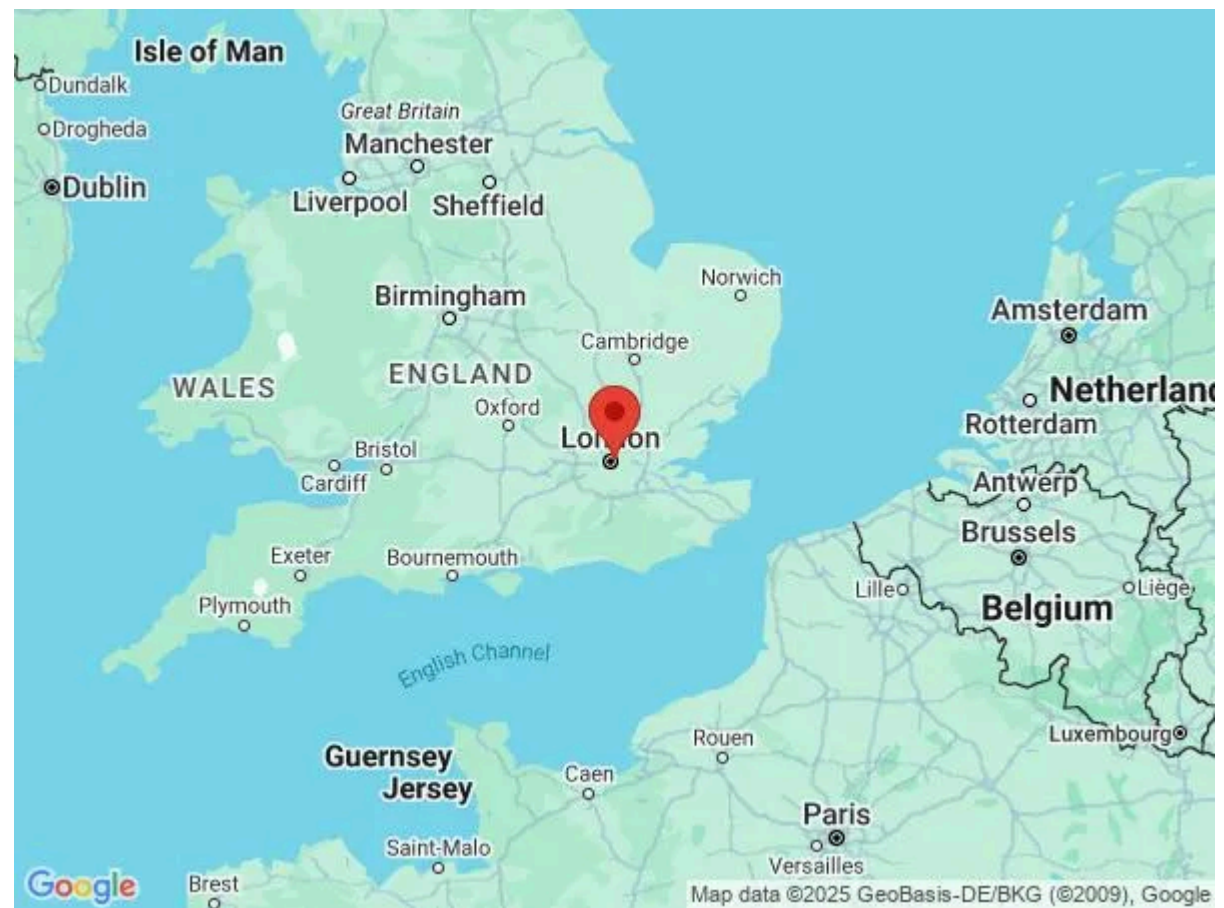 Isle of Man
Dundalk
Great Britain
Drogheda
Manchester
Dublin
Liverpool
Sheffield
Norwich
Birmingham
Amsterdam
Cambridge
ENGLAND
WALES
Netherland
Oxford
Rotterdam
London
Bristol
Cardiff
Antwerp
Brussels
Exeter
Bournemouth
Lille
Liège
Plymouth
Belgium
English Channel
Luxembourg
Rouen
Guernsey
Caen
Jersey
Paris
Saint-Malo
Versailles
Brest
Google
Map data ©2025 GeoBasis-DE/BKG (©2009), Google